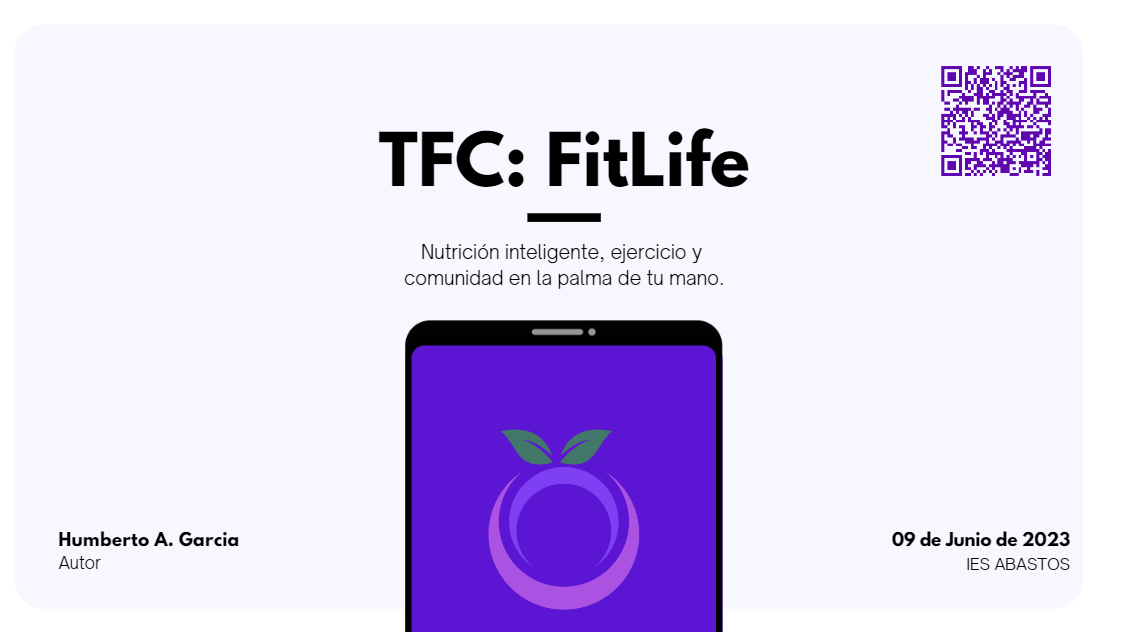 TFC: FitLife
Nutrición inteligente, ejercicio y
comunidad en la palma de tu mano.
Humberto A. Garcia
Autor
09 de Junio de 2023
IES ABASTOS